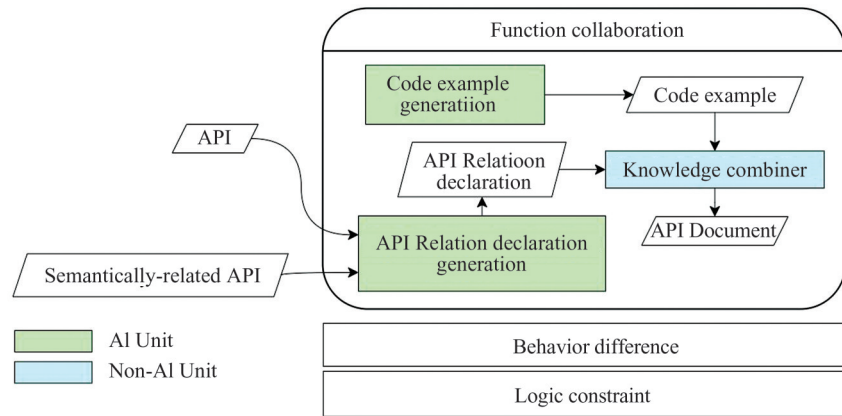 Function collaboration
Code example
generatiion
Code example
API
API Relatioon
declaration
Knowledge combiner
API Relation declaration
generation
API Document
Semantically-related API
Al Unit
Non-Al Unit
Behavior difference
Logic constraint